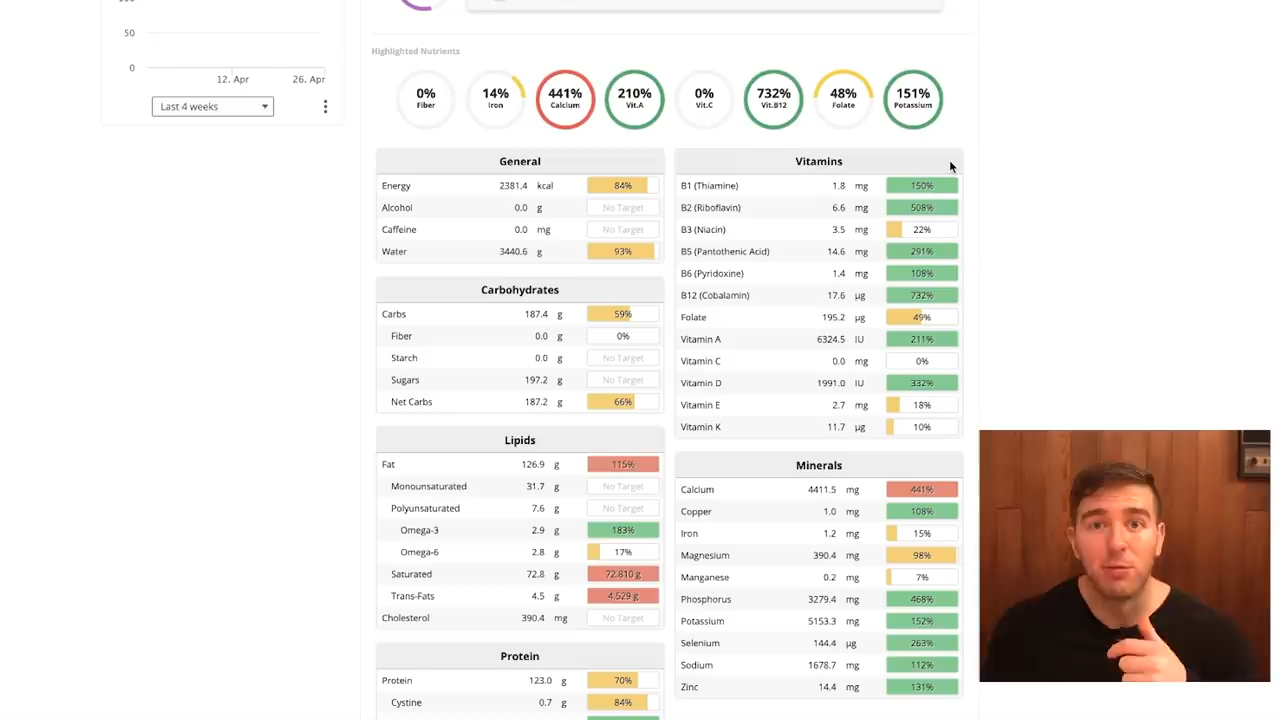 50
0
12. Apr 26. Apr
Last 4 weeks
Highlighted Nutrients
0% Fiber
14% Iron
441% Calcium
210% Vit.A
0% Vit.C
732% Vit.B12
48% Folate
151% Potassium
General
Energy 2381.4 kcal 84%
Alcohol 0.0 g No Target
Caffeine 0.0 mg No Target
Water 3440.6 g 93%
Carbohydrates
Carbs 187.4 g 59%
Fiber 0.0 g 0%
Starch 0.0 g No Target
Sugars 197.2 g No Target
Net Carbs 187.2 g 66%
Lipids
Fat 126.9 g 115%
Monounsaturated 31.7 g No Target
Polyunsaturated 7.6 g No Target
Omega-3 2.9 g 183%
Omega-6 2.8 g 17%
Saturated 72.8 g 72.810 g
Trans-Fats 4.5 g 4.529 g
Cholesterol 390.4 mg No Target
Protein
Protein 123.0 g 70%
Cystine 0.7 g 84%
Vitamins
B1 (Thiamine) 1.8 mg 150%
B2 (Riboflavin) 6.6 mg 508%
B3 (Niacin) 3.5 mg 22%
B5 (Pantothenic Acid) 14.6 mg 291%
B6 (Pyridoxine) 1.4 mg 108%
B12 (Cobalamin) 17.6 µg 732%
Folate 195.2 µg 49%
Vitamin A 6324.5 IU 211%
Vitamin C 0.0 mg 0%
Vitamin D 1991.0 IU 332%
Vitamin E 2.7 mg 18%
Vitamin K 11.7 µg 10%
Minerals
Calcium 4411.5 mg 441%
Copper 1.0 mg 108%
Iron 1.2 mg 15%
Magnesium 390.4 mg 98%
Manganese 0.2 mg 7%
Phosphorus 3279.4 mg 468%
Potassium 5153.3 mg 152%
Selenium 144.4 µg 263%
Sodium 1678.7 mg 112%
Zinc 14.4 mg 131%